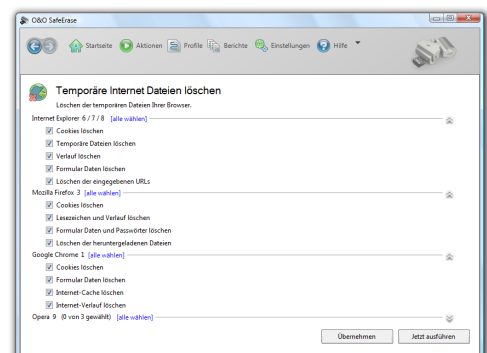 O&O SafeErase
Startseite Aktionen Profile Berichte Einstellungen Hilfe
Temporäre Internet Dateien löschen
Löschen der temporären Dateien Ihrer Browser.
Internet Explorer 6 / 7 / 8 [alle wählen]
Cookies löschen
Temporäre Dateien löschen
Verlauf löschen
Formular Daten löschen
Löschen der eingegebenen URLs
Mozilla Firefox 3 [alle wählen]
Cookies löschen
Lesezeichen und Verlauf löschen
Formular Daten und Passwörter löschen
Löschen der heruntergeladenen Dateien
Google Chrome 1 [alle wählen]
Cookies löschen
Formular Daten löschen
Internet-Cache löschen
Internet-Verlauf löschen
Opera 9 (0 von 3 gewählt) [alle wählen]
Übernehmen Jetzt ausführen